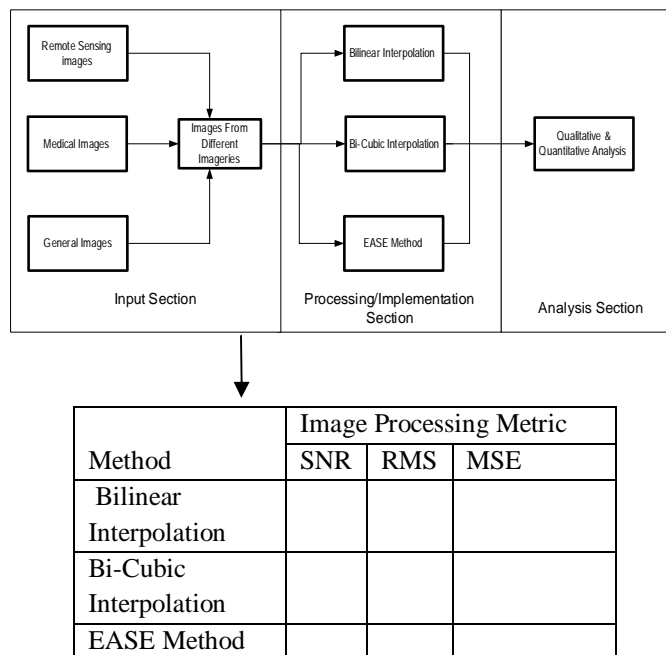 Remote Sensing
images
Medical Images
General Images
Images From
Different
Imageries
Input Section
Bilinear Interpolation
Bi-Cubic Interpolation
EASE Method
Processing/Implementation
Section
Qualitative &
Quantitative Analysis
Analysis Section
Image Processing Metric
Method SNR RMS MSE
Bilinear
Interpolation
Bi-Cubic
Interpolation
EASE Method